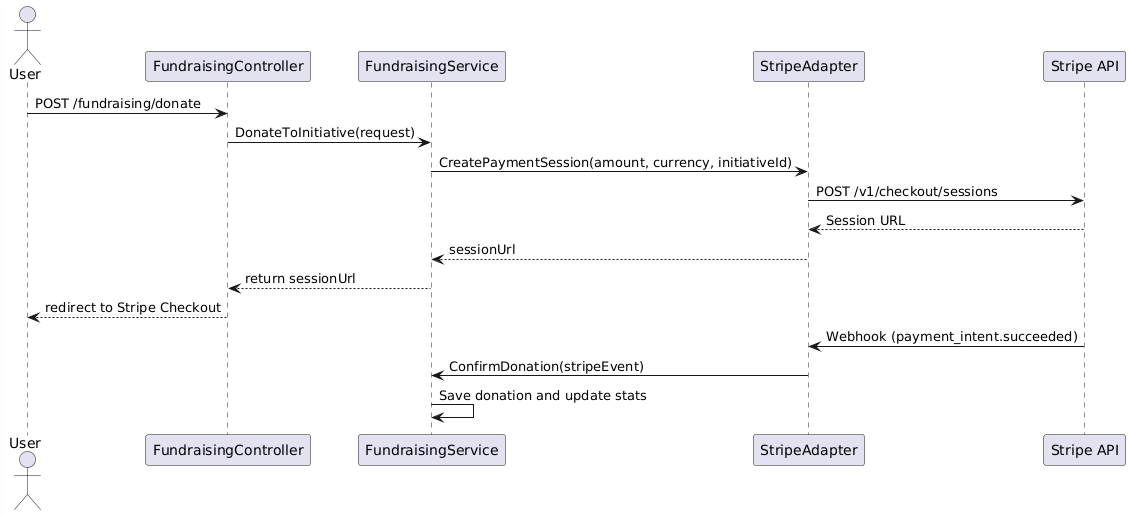 User
FundraisingController
FundraisingService
StripeAdapter
Stripe API
POST /fundraising/donate
DonateToInitiative(request)
CreatePaymentSession(amount, currency, initiativeId)
POST /v1/checkout/sessions
Session URL
sessionUrl
return sessionUrl
redirect to Stripe Checkout
Webhook (payment_intent.succeeded)
ConfirmDonation(stripeEvent)
Save donation and update stats
User
FundraisingController
FundraisingService
StripeAdapter
Stripe API